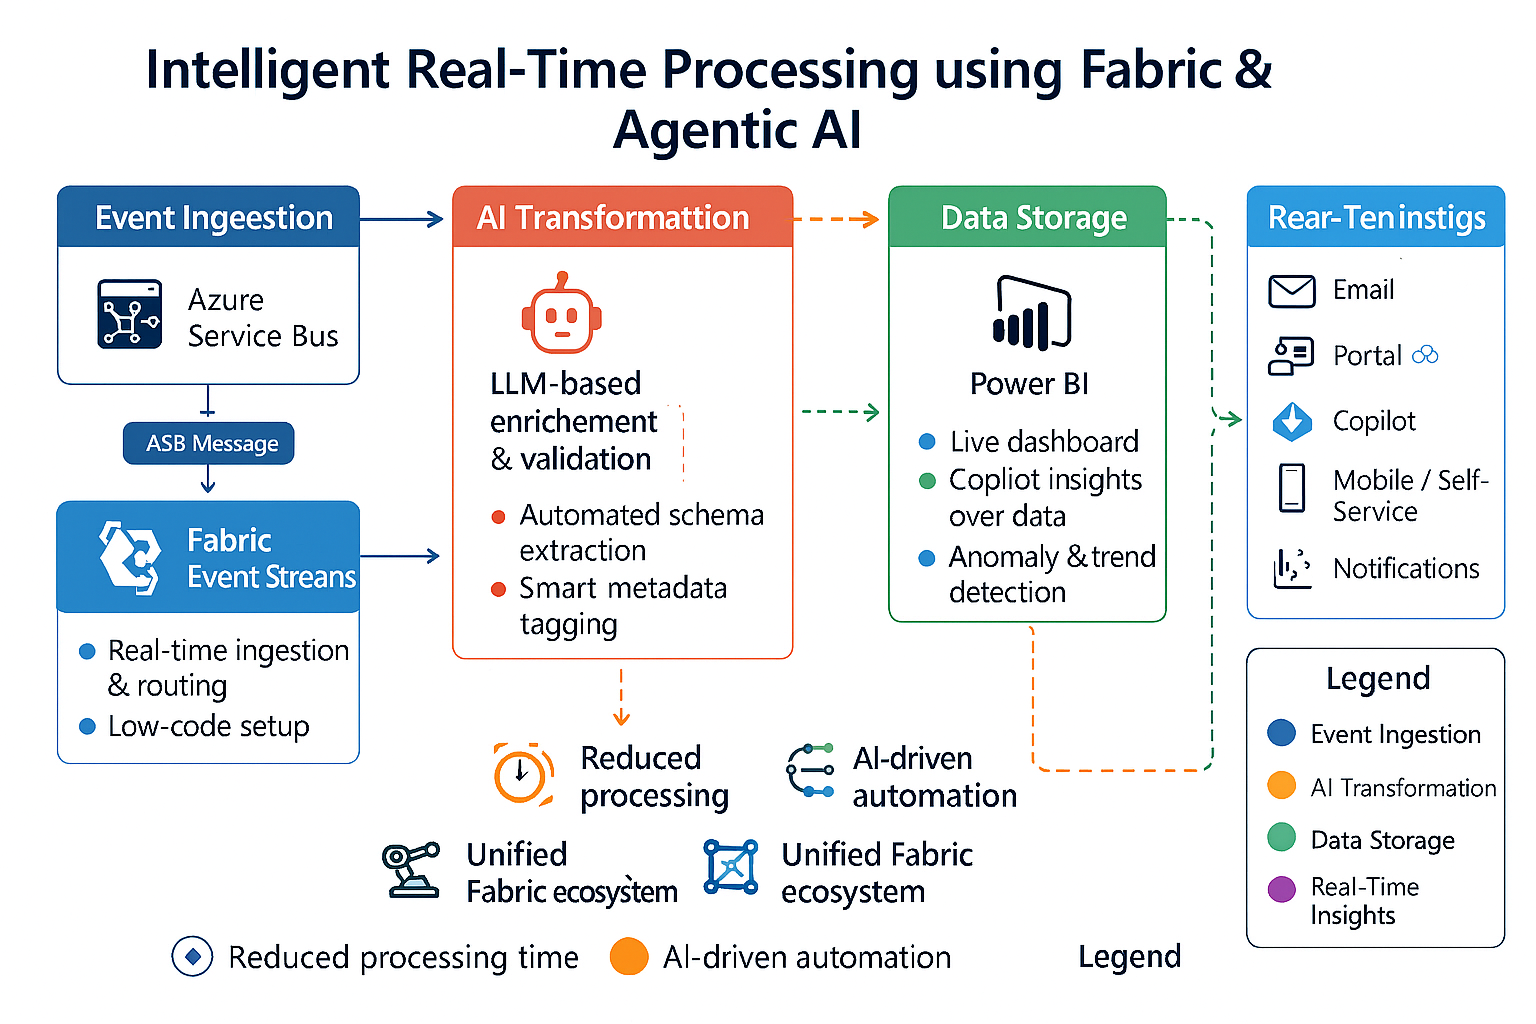 Intelligent Real-Time Processing using Fabric &
Agentic AI
Event Ingeestion
Azure
Service Bus
ASB Message
Fabric
Event Streans
Real-time ingestion
& routing
Low-code setup
AI Transformattion
LLM-based
enrichement
& validation
Automated schema
extraction
Smart metadata
tagging
Data Storage
Power BI
Live dashboard
Copliot insights
over data
Anomaly & trend
detection
Rear-Teninstigs
Email
Portal
Copilot
Mobile / Self-
Service
Notifications
Reduced
processing
AI-driven
automation
Unified
Fabric ecosystem
Unified Fabric
ecosystem
Reduced processing time
AI-driven automation
Legend
Legend
Event Ingestion
AI Transformation
Data Storage
Real-Time
Insights